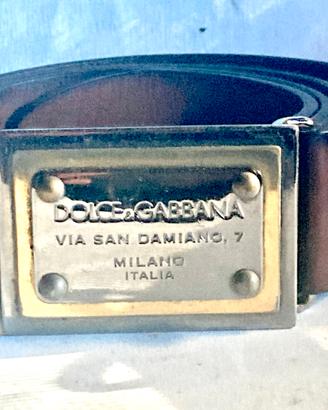 DOLCE&GABBANA
VIA SAN DAMIANO, 7
MILANO
ITALIA